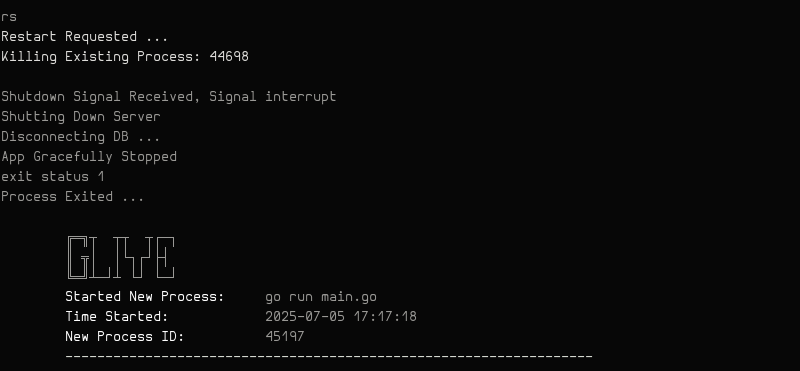 rs
Restart Requested ...
Killing Existing Process: 44698
Shutdown Signal Received, Signal interrupt
Shutting Down Server
Disconnecting DB ...
App Gracefully Stopped
exit status 1
Process Exited ...
GLIVE
Started New Process: go run main.go
Time Started: 2025-07-05 17:17:18
New Process ID: 45197
------------------------------------------------------------------